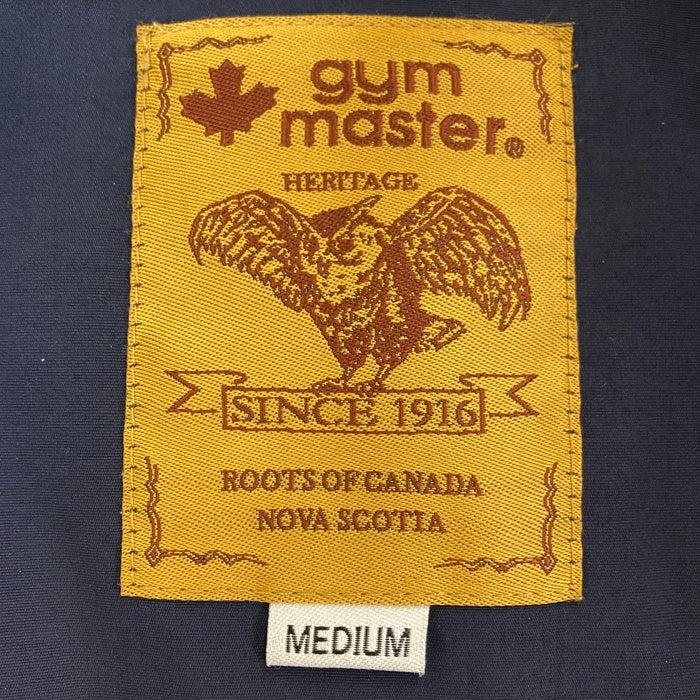 gym
master®
HERITAGE
SINCE 1916
ROOTS OF CANADA
NOVA SCOTIA
MEDIUM